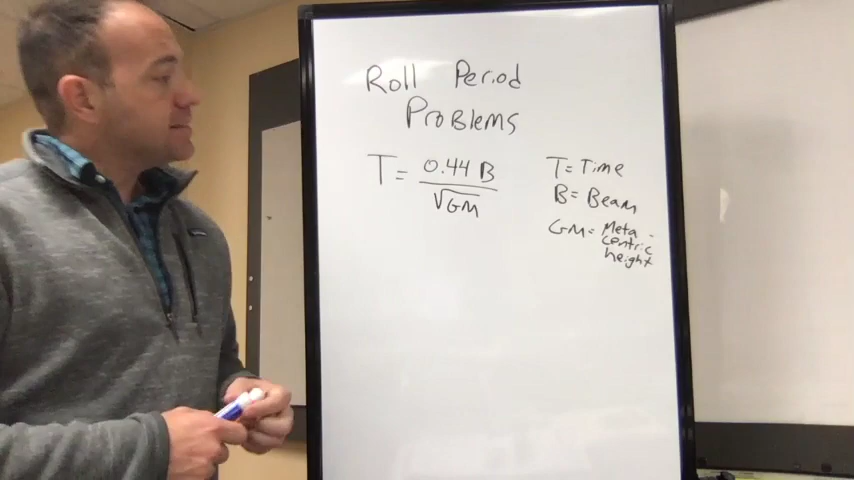 Roll Period
Problems
T = 0.44 B
√GM
T = Time
B = Beam
GM = Meta-
centric
height